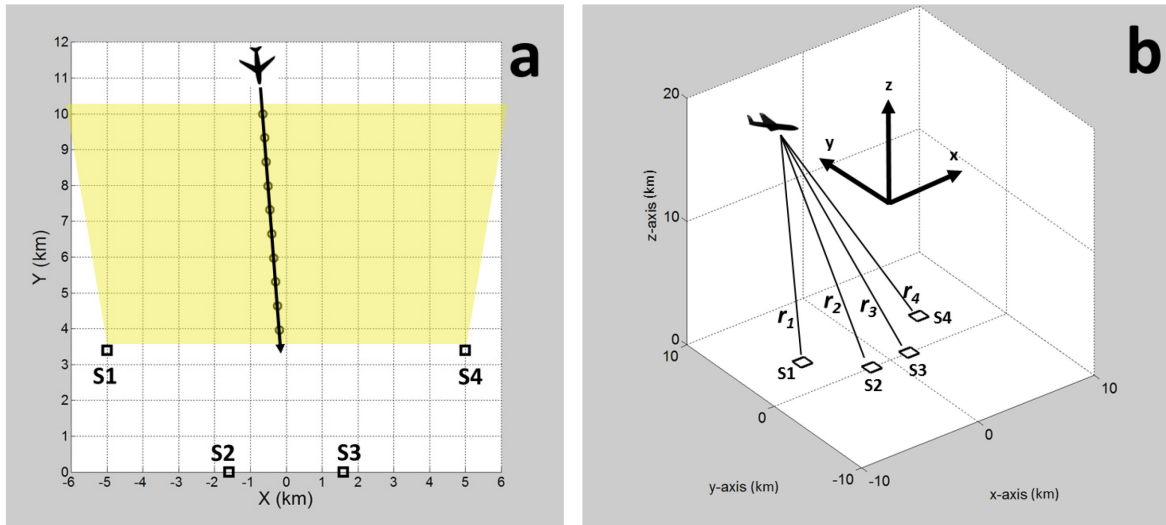 a
12
11
10
9
8
7
6
5
4
3
2
1
0
Y (km)
S1
S4
S2
S3
-6 -5 -4 -3 -2 -1 0 1 2 3 4 5 6
X (km)
b
20
10
0
z-axis (km)
z
y
x
r1
r2
r3
r4
S1
S2
S3
S4
10
0
-10
y-axis (km)
-10
0
10
x-axis (km)